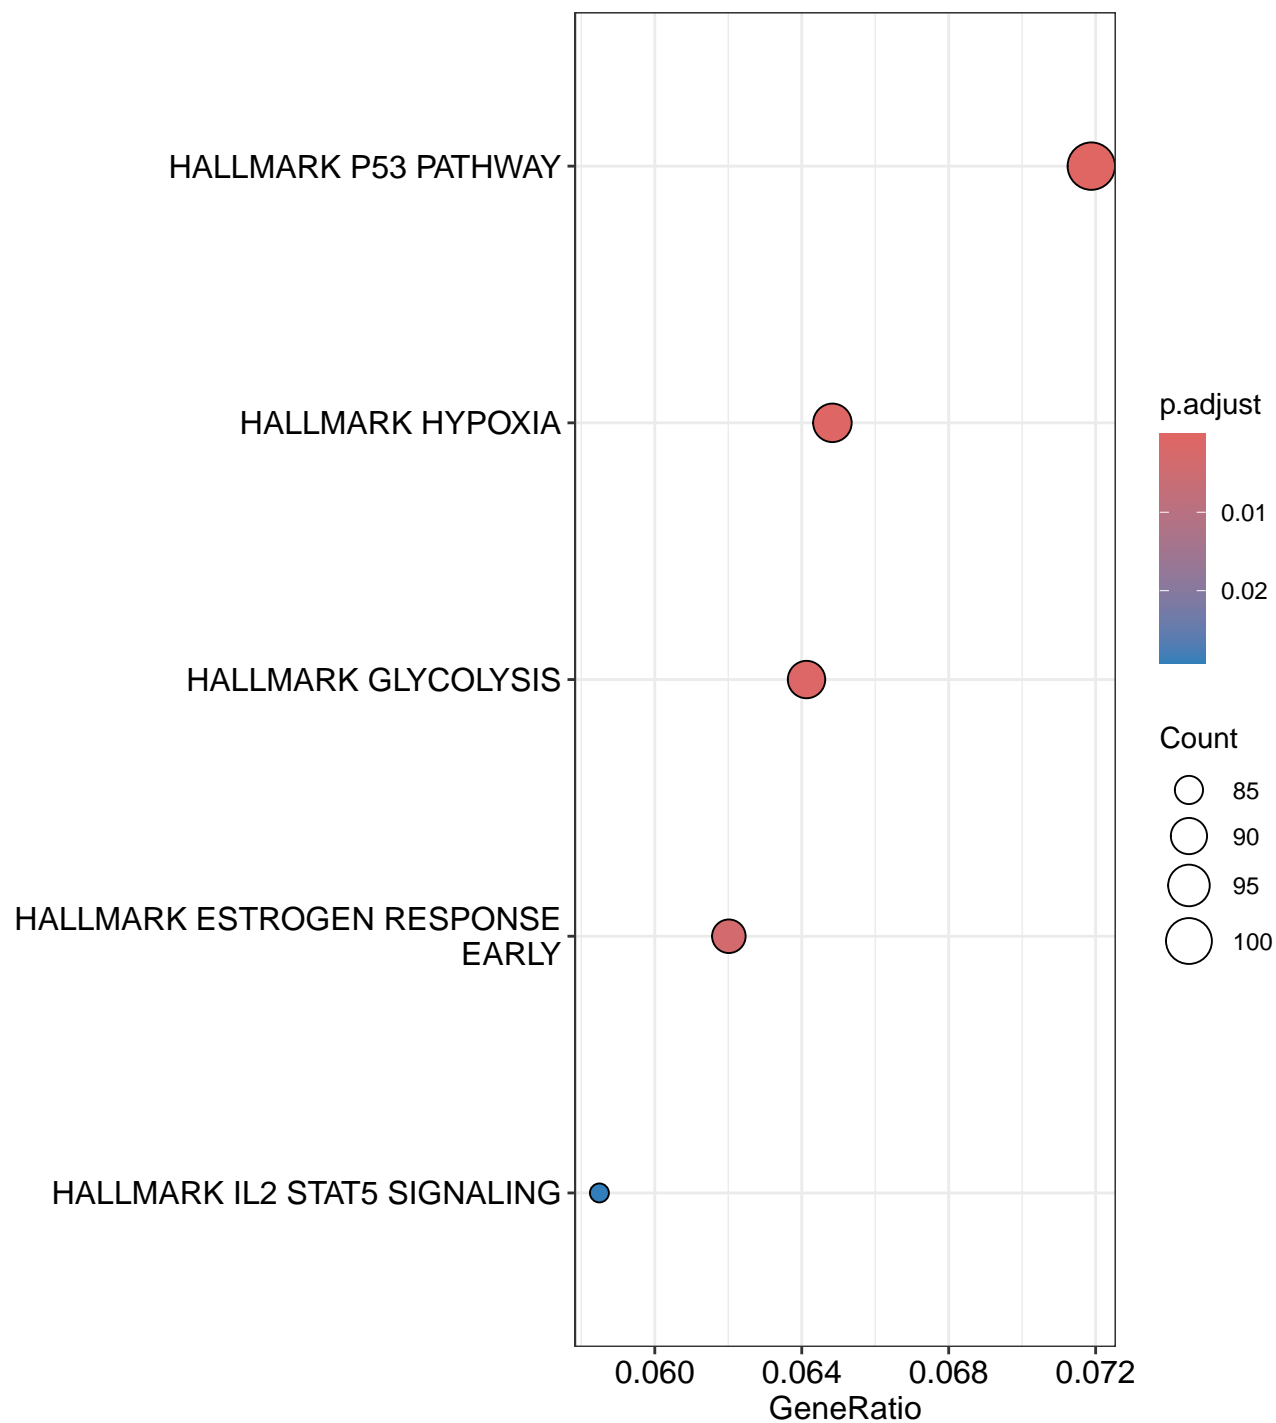 HALLMARK P53 PATHWAY
HALLMARK HYPOXIA
HALLMARK GLYCOLYSIS
HALLMARK ESTROGEN RESPONSE
EARLY
HALLMARK IL2 STAT5 SIGNALING
0.060 0.064 0.068 0.072
GeneRatio
p.adjust
0.01
0.02
Count
85
90
95
100